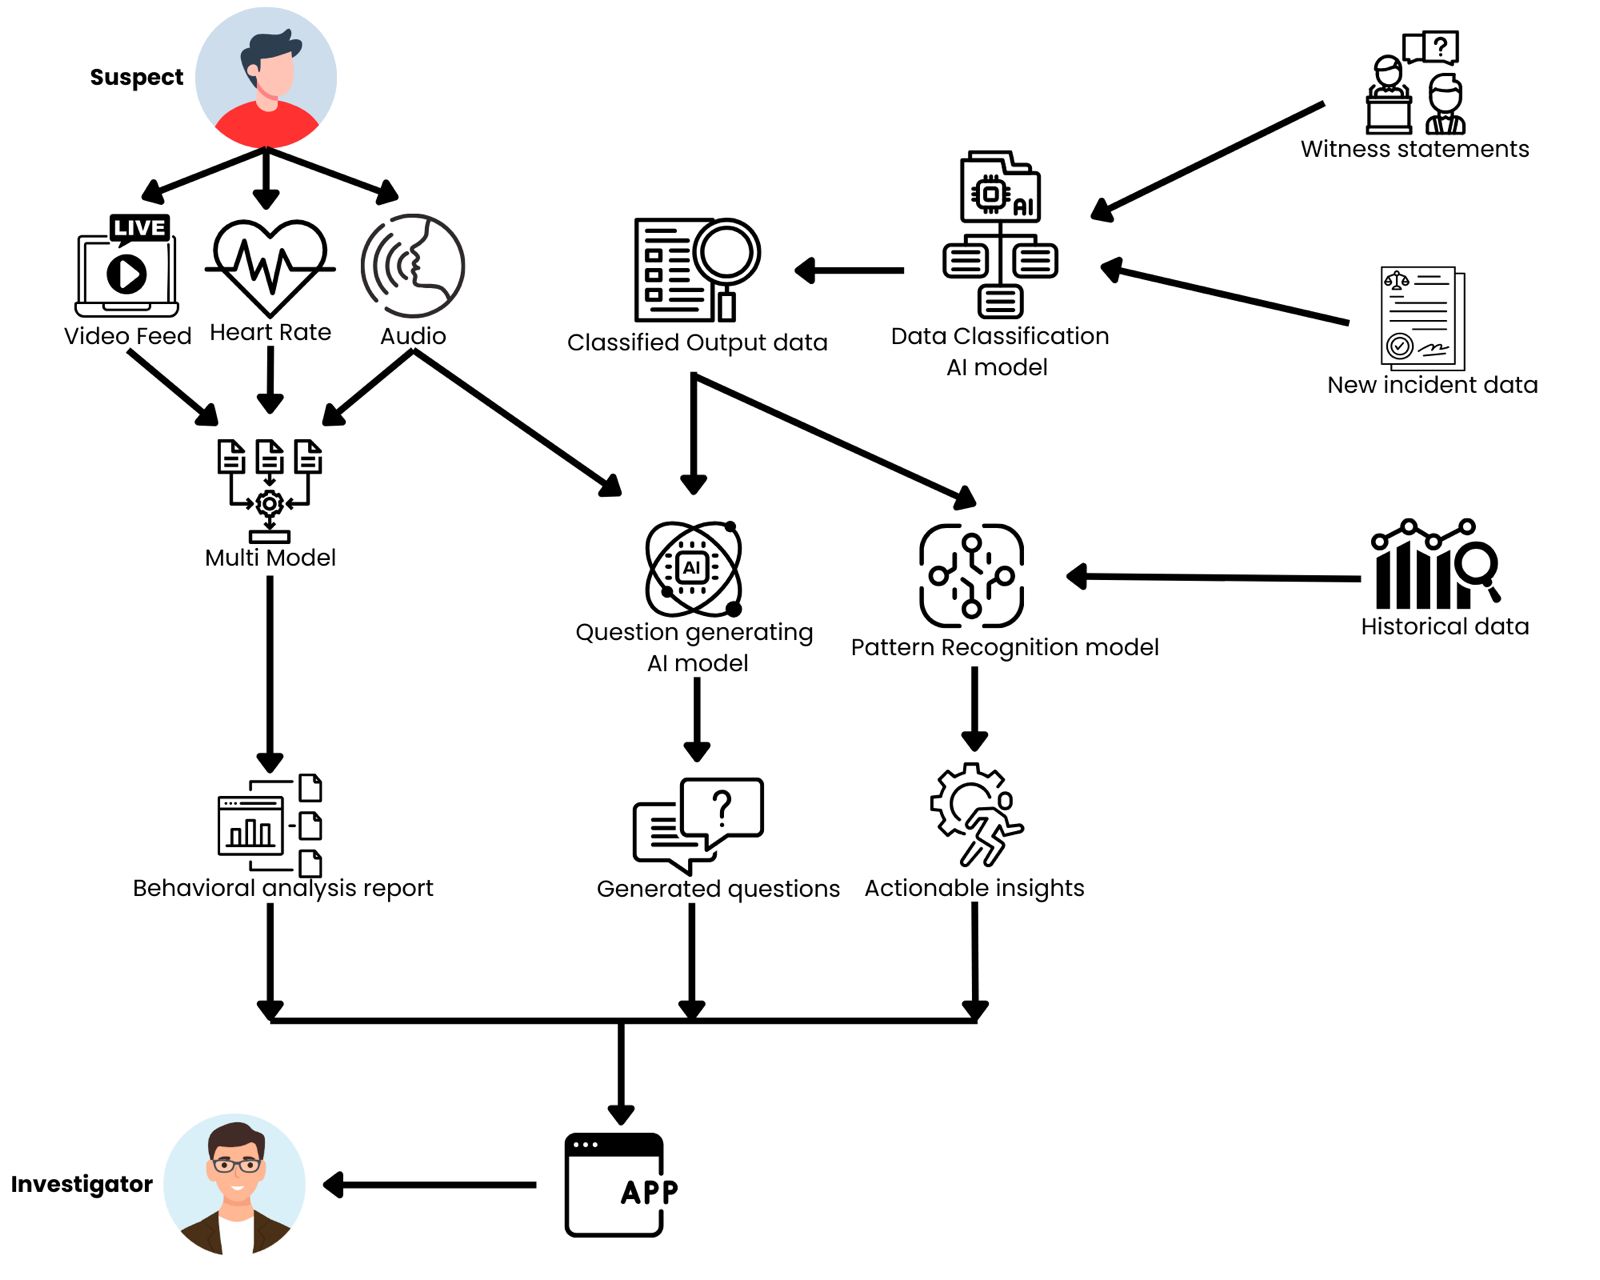 Suspect
?
Witness statements
LIVE
AI
Video Feed
Heart Rate
Audio
Classified Output data
Data Classification
AI model
New incident data
Multi Model
AI
Question generating
AI model
Pattern Recognition model
Historical data
?
Behavioral analysis report
Generated questions
Actionable insights
Investigator
APP